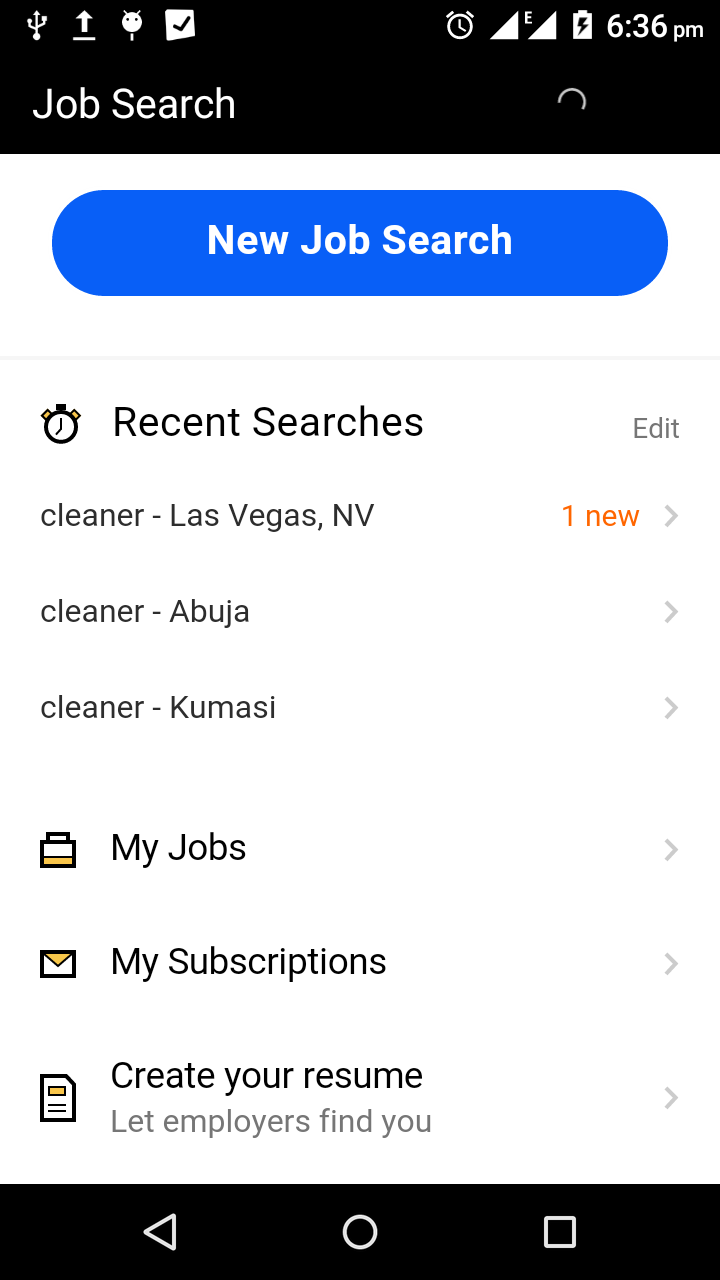 E 6:36 pm
Job Search
New Job Search
Recent Searches
Edit
cleaner - Las Vegas, NV 1 new
cleaner - Abuja
cleaner - Kumasi
My Jobs
My Subscriptions
Create your resume
Let employers find you